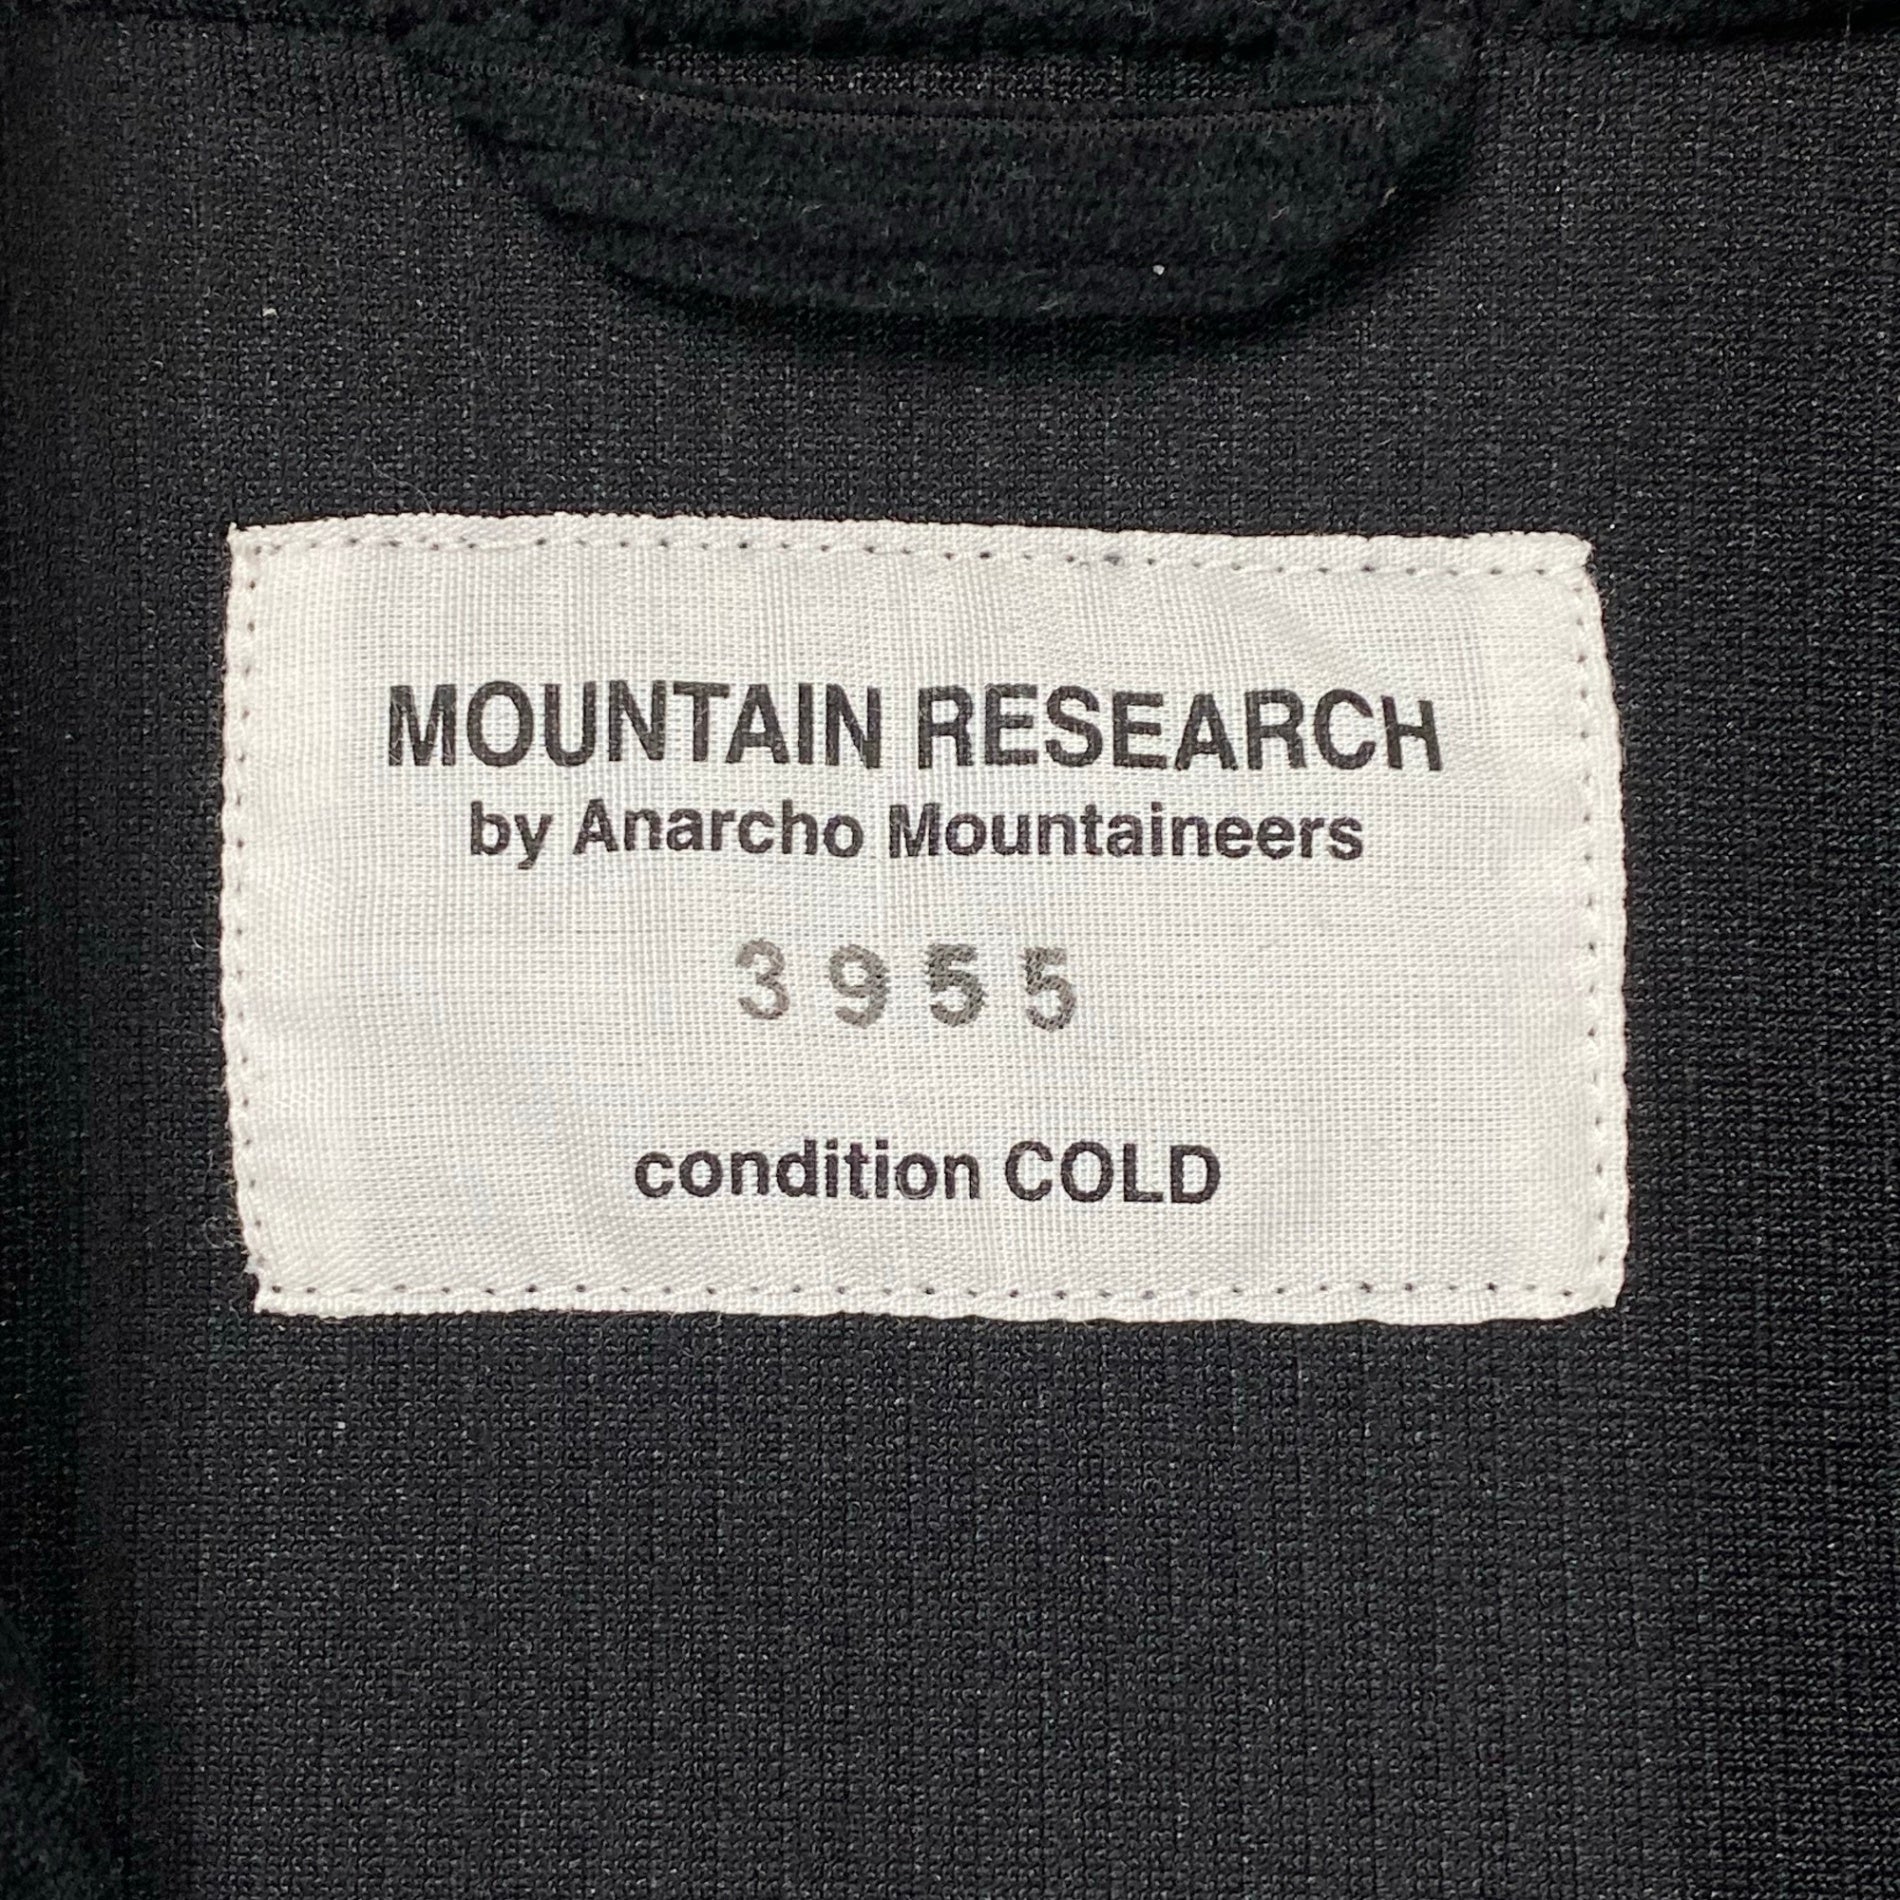 MOUNTAIN RESEARCH
by Anarcho Mountaineers
3955
condition COLD